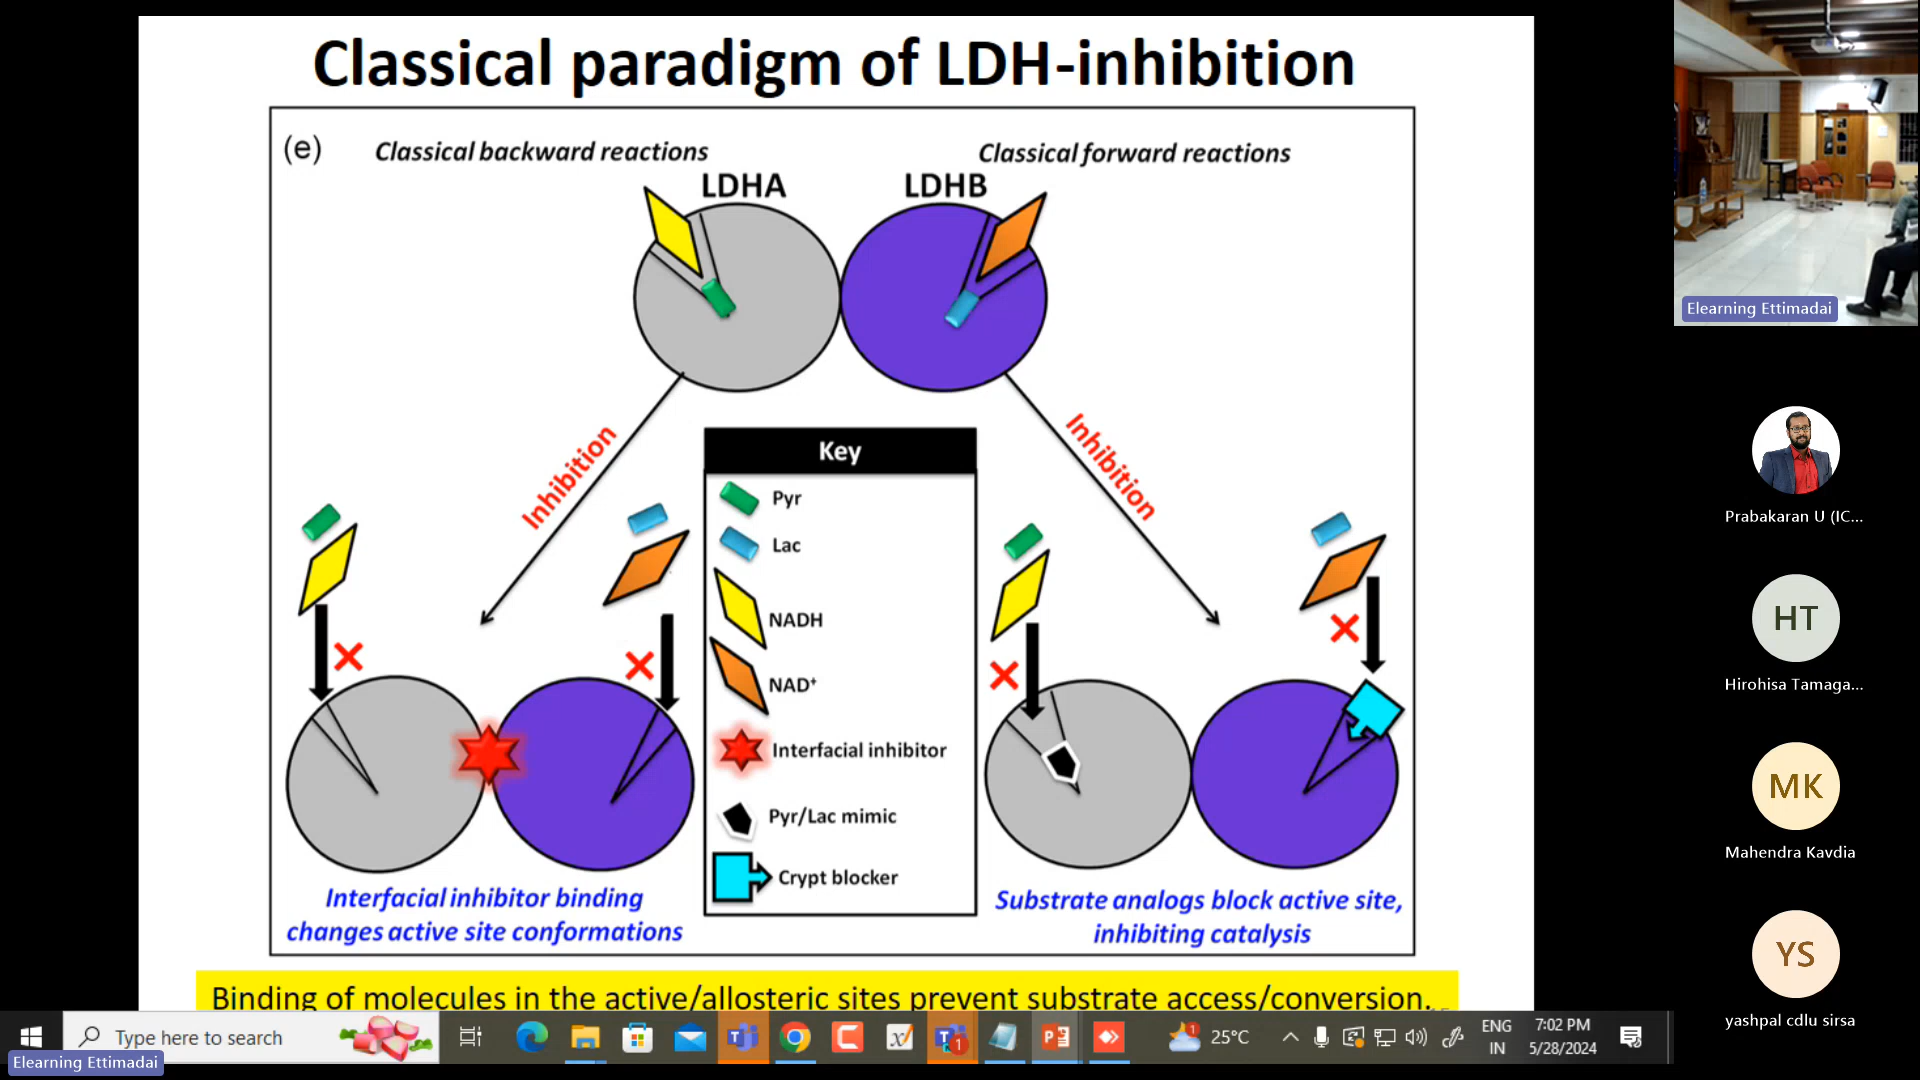 Classical paradigm of LDH-inhibition
(e)
Classical backward reactions
Classical forward reactions
LDHA
LDHB
Inhibition
Inhibition
Key
Pyr
Lac
NADH
NAD⁺
Interfacial inhibitor
Pyr/Lac mimic
Crypt blocker
Interfacial inhibitor binding
changes active site conformations
Substrate analogs block active site,
inhibiting catalysis
Binding of molecules in the active/allosteric sites prevent substrate access/conversion.
Elearning Ettimadai
Prabakaran U (IC...
HT
Hirohisa Tamaga...
MK
Mahendra Kavdia
YS
yashpal cdlu sirsa
Type here to search
1
1
25°C
ENG
IN
7:02 PM
5/28/2024
Elearning Ettimadai